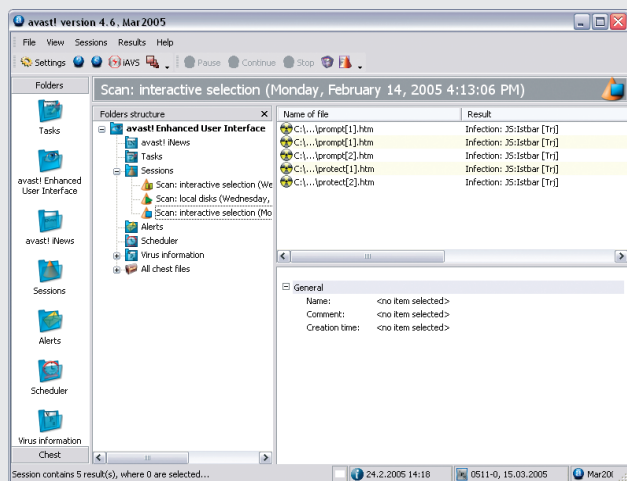 avast! version 4.6, Mar2005
File View Sessions Results Help
Settings iAVS Pause Continue Stop
Folders
Tasks
avast! Enhanced
User Interface
avast! iNews
Sessions
Alerts
Scheduler
Virus information
Chest
Scan: interactive selection (Monday, February 14, 2005 4:13:06 PM)
Folders structure
avast! Enhanced User Interface
avast! iNews
Tasks
Sessions
Scan: interactive selection (We
Scan: local disks (Wednesday,
Scan: interactive selection (Mo
Alerts
Scheduler
Virus information
All chest files
Name of file Result
C:\...\prompt[1].htm Infection: JS:Istbar [Trj]
C:\...\prompt[1].htm Infection: JS:Istbar [Trj]
C:\...\prompt[2].htm Infection: JS:Istbar [Trj]
C:\...\protect[1].htm Infection: JS:Istbar [Trj]
C:\...\protect[2].htm Infection: JS:Istbar [Trj]
General
Name: <no item selected>
Comment: <no item selected>
Creation time: <no item selected>
Session contains 5 result(s), where 0 are selected... 24.2.2005 14:18 0511-0, 15.03.2005 Mar200